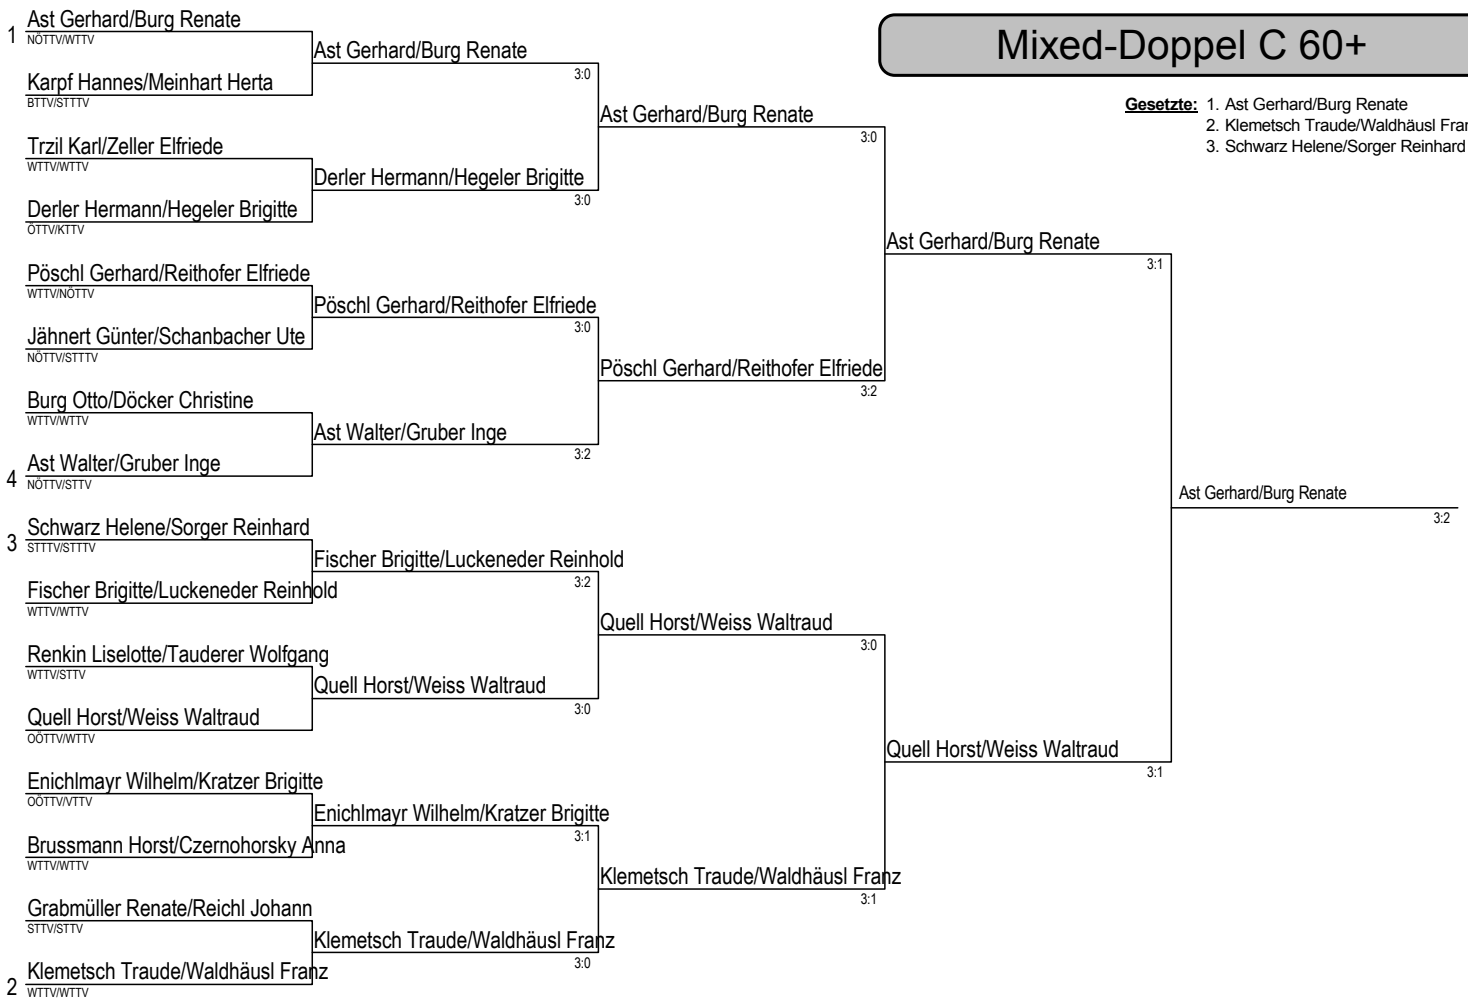 Mixed-Doppel C 60+
Gesetzte: 1. Ast Gerhard/Burg Renate
2. Klemetsch Traude/Waldhäusl
3. Schwarz Helene/Sorger Reinhard
1 Ast Gerhard/Burg Renate
NÖTTV/WTTV
Karpf Hannes/Meinhart Herta
BTTV/STTTV
Trzil Karl/Zeller Elfriede
WTTV/WTTV
Derler Hermann/Hegeler Brigitte
ÖTTV/KTTV
Pöschl Gerhard/Reithofer Elfriede
WTTV/NÖTTV
Jähnert Günter/Schanbacher Ute
NÖTTV/STTTV
Burg Otto/Döcker Christine
WTTV/WTTV
4 Ast Walter/Gruber Inge
NÖTTV/STTV
3 Schwarz Helene/Sorger Reinhard
STTTV/STTTV
Fischer Brigitte/Luckeneder Reinhold
WTTV/WTTV
Renkin Liselotte/Tauderer Wolfgang
WTTV/STTV
Quell Horst/Weiss Waltraud
OÖTTV/WTTV
Enichlmayr Wilhelm/Kratzer Brigitte
OÖTTV/VTTV
Brussmann Horst/Czernohorsky Anna
WTTV/WTTV
Grabmüller Renate/Reichl Johann
STTV/STTV
2 Klemetsch Traude/Waldhäusl Franz
WTTV/WTTV
Ast Gerhard/Burg Renate
3:0
Derler Hermann/Hegeler Brigitte
3:0
Pöschl Gerhard/Reithofer Elfriede
3:0
Ast Walter/Gruber Inge
3:2
Fischer Brigitte/Luckeneder Reinhold
3:2
Quell Horst/Weiss Waltraud
3:0
Enichlmayr Wilhelm/Kratzer Brigitte
3:1
Klemetsch Traude/Waldhäusl Franz
3:0
Ast Gerhard/Burg Renate
3:0
Pöschl Gerhard/Reithofer Elfriede
3:2
Quell Horst/Weiss Waltraud
3:0
Klemetsch Traude/Waldhäusl Franz
3:1
Ast Gerhard/Burg Renate
3:1
Quell Horst/Weiss Waltraud
3:1
Ast Gerhard/Burg Renate
3:2